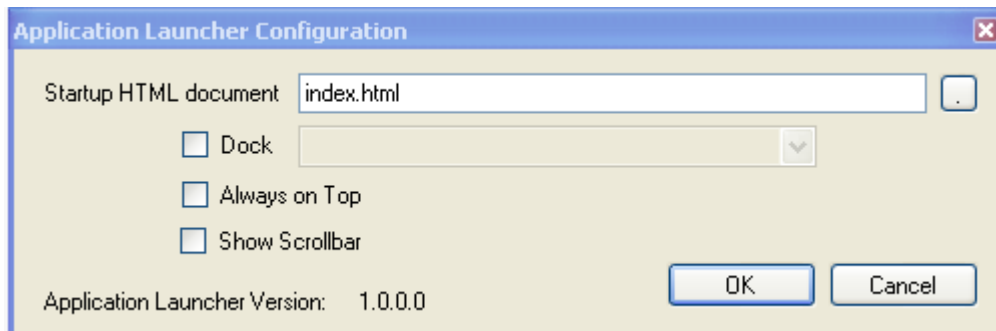 Application Launcher Configuration
Startup HTML document index.html .
Dock
Always on Top
Show Scrollbar
OK Cancel
Application Launcher Version: 1.0.0.0